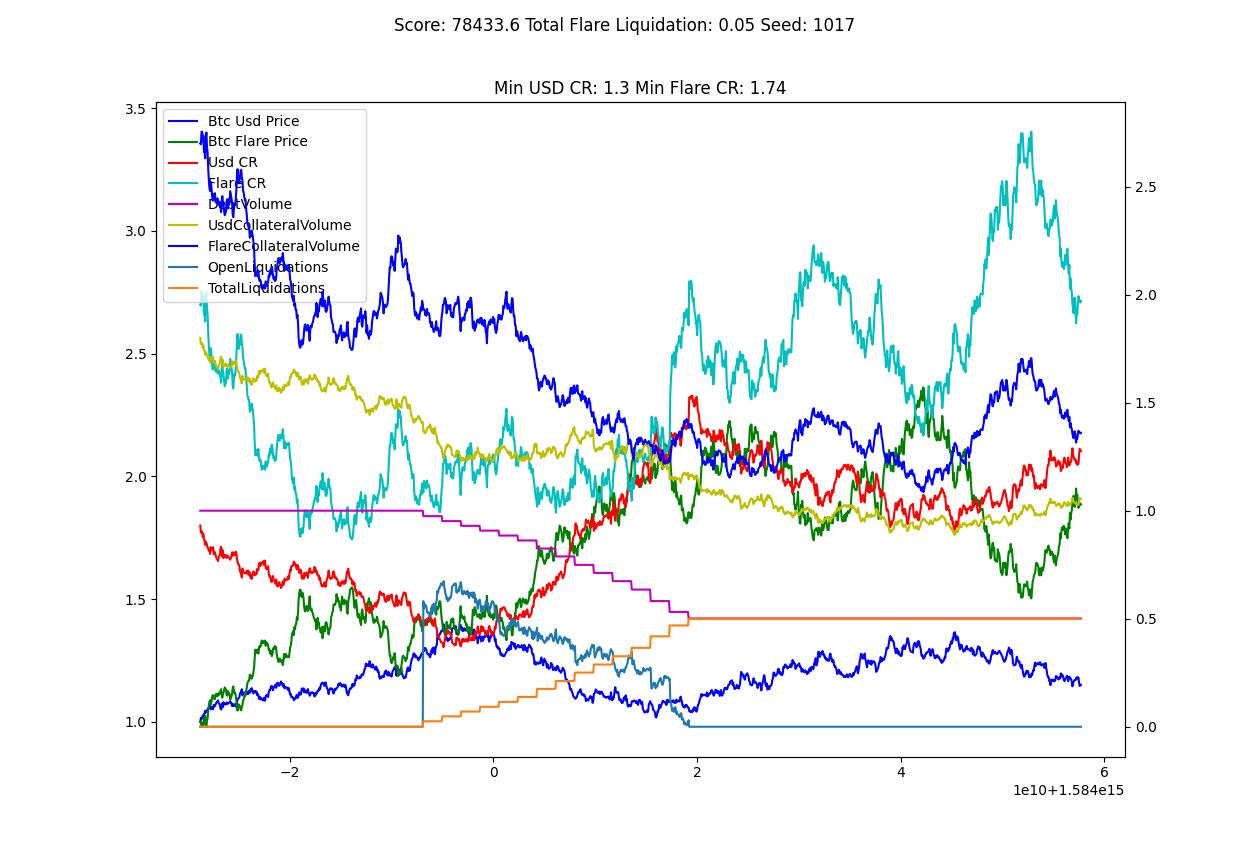 Score: 78433.6 Total Flare Liquidation: 0.05 Seed: 1017
Min USD CR: 1.3 Min Flare CR: 1.74
3.5
3.0
2.5
2.0
1.5
1.0
Btc Usd Price
Btc Flare Price
Usd CR
Flare CR
DebtVolume
UsdCollateralVolume
FlareCollateralVolume
OpenLiquidations
TotalLiquidations
2.5
2.0
1.5
1.0
0.5
0.0
−2 0 2 4 6
1e10+1.584e15